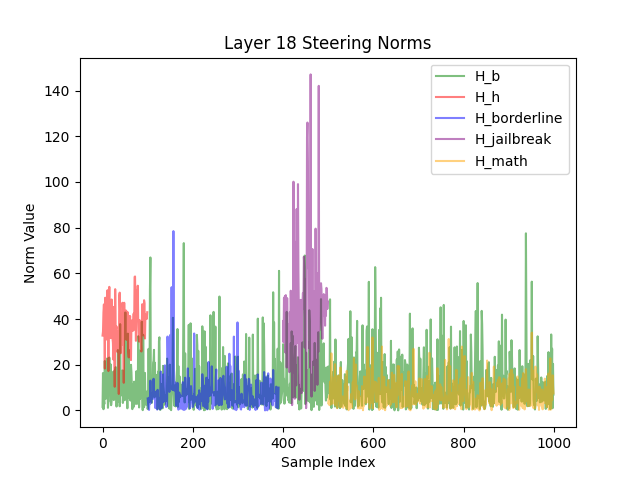 Layer 18 Steering Norms
H_b
H_h
H_borderline
H_jailbreak
H_math
Norm Value
140
120
100
80
60
40
20
0
0 200 400 600 800 1000
Sample Index